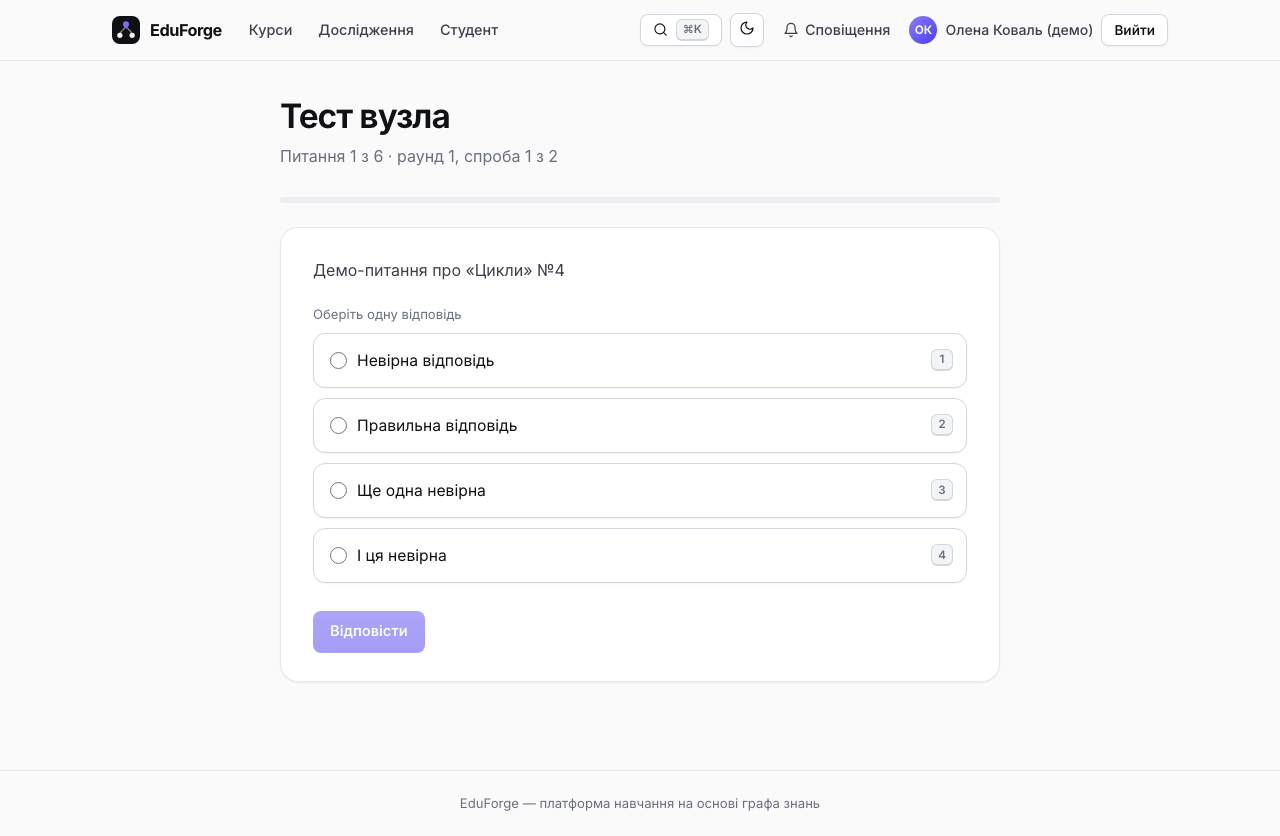 EduForge Курси Дослідження Студент ⌘K Сповіщення ОК Олена Коваль (демо) Вийти
Тест вузла
Питання 1 з 6 · раунд 1, спроба 1 з 2
Демо-питання про «Цикли» №4
Оберіть одну відповідь
Невірна відповідь 1
Правильна відповідь 2
Ще одна невірна 3
І ця невірна 4
Відповісти
EduForge — платформа навчання на основі графа знань